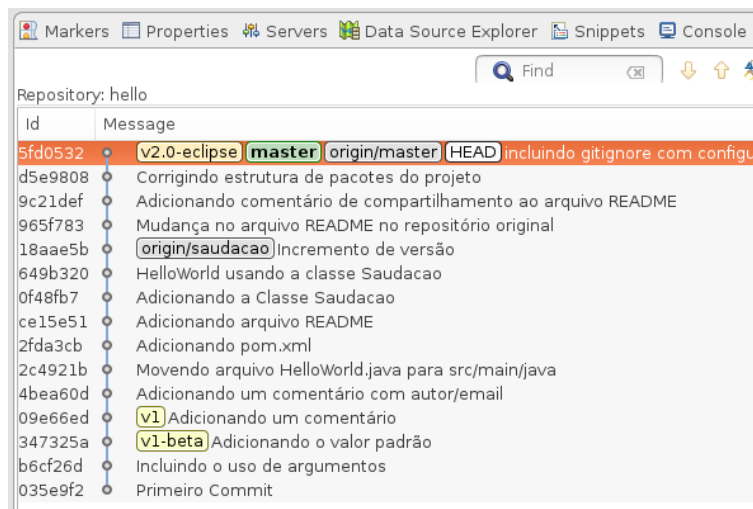 Markers Properties Servers Data Source Explorer Snippets Console
Find
Repository: hello
Id Message
5fd0532 v2.0-eclipse master origin/master HEAD incluindo gitignore com
d5e9808 Corrigindo estrutura de pacotes do projeto
9c21def Adicionando comentário de compartilhamento ao arquivo README
965f783 Mudança no arquivo README no repositório original
18aae5b origin/saudacao Incremento de versão
649b320 HelloWorld usando a classe Saudacao
0f48fb7 Adicionando a Classe Saudacao
ce15e51 Adicionando arquivo README
2fda3cb Adicionando pom.xml
2c4921b Movendo arquivo HelloWorld.java para src/main/java
4bea60d Adicionando um comentário com autor/email
09e66ed v1 Adicionando um comentário
347325a v1-beta Adicionando o valor padrão
b6cf26d Incluindo o uso de argumentos
035e9f2 Primeiro Commit